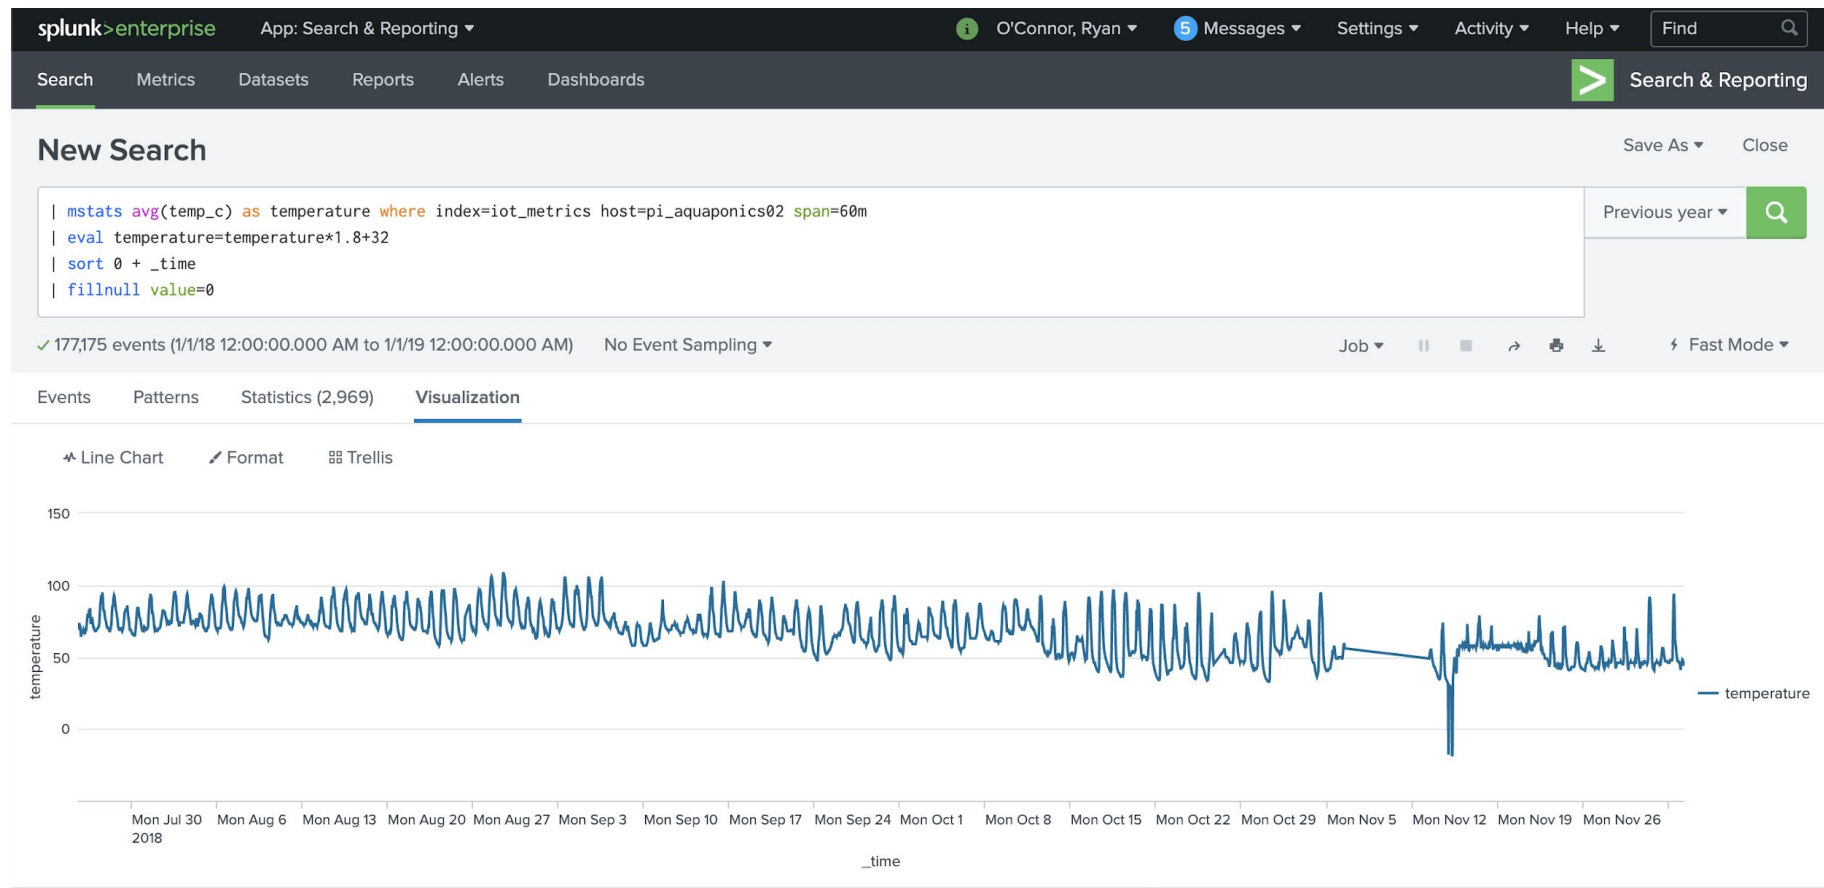 splunk>enterprise App: Search & Reporting i O'Connor, Ryan 5 Messages Settings Activity Help Find
Search Metrics Datasets Reports Alerts Dashboards > Search & Reporting
New Search Save As Close
| mstats avg(temp_c) as temperature where index=iot_metrics host=pi_aquaponics02 span=60m
| eval temperature=temperature*1.8+32
| sort 0 + _time
| fillnull value=0
Previous year
177,175 events (1/1/18 12:00:00.000 AM to 1/1/19 12:00:00.000 AM) No Event Sampling Job Fast Mode
Events Patterns Statistics (2,969) Visualization
Line Chart Format Trellis
150
100
50
0
temperature
temperature
Mon Jul 30 Mon Aug 6 Mon Aug 13 Mon Aug 20 Mon Aug 27 Mon Sep 3 Mon Sep 10 Mon Sep 17 Mon Sep 24 Mon Oct 1 Mon Oct 8 Mon Oct 15 Mon Oct 22 Mon Oct 29 Mon Nov 5 Mon Nov 12 Mon Nov 19 Mon Nov 26
2018
_time